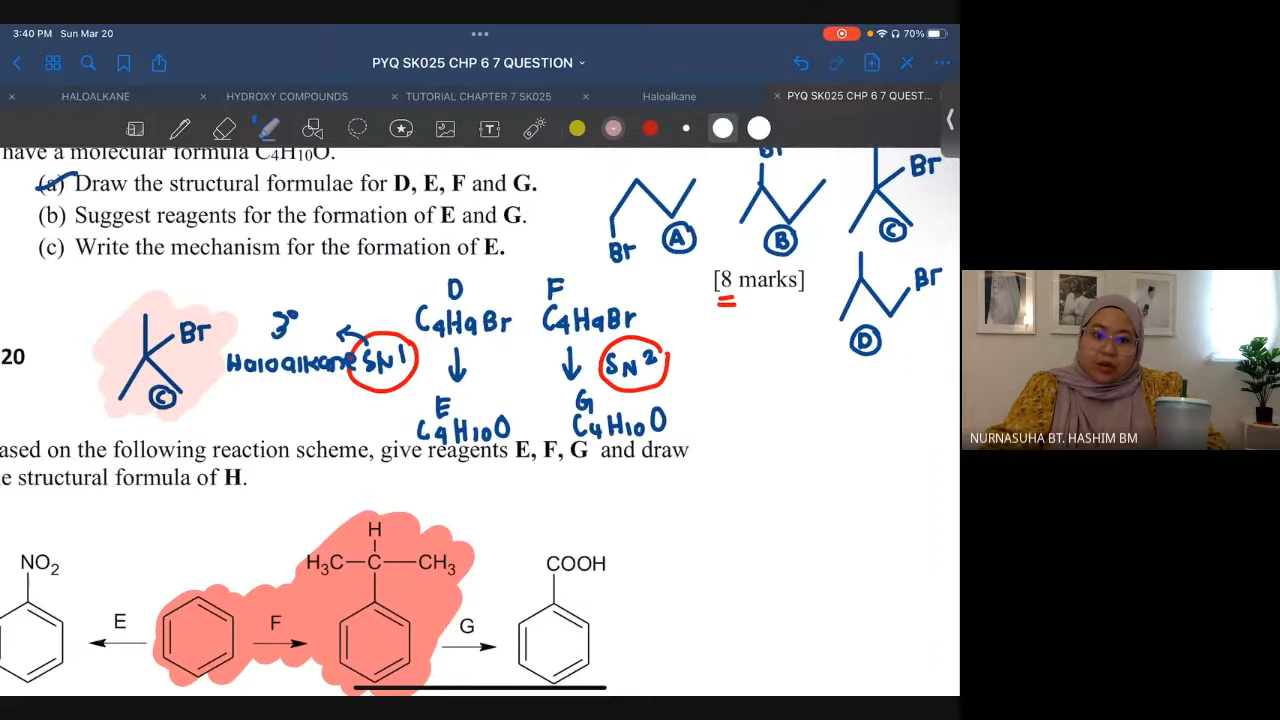 3:40 PM Sun Mar 20
70%
PYQ SK025 CHP 6 7 QUESTION
HALOALKANE
HYDROXY COMPOUNDS
TUTORIAL CHAPTER 7 SK025
Haloalkane
PYQ SK025 CHP 6 7 QUEST...
have a molecular formula C₄H₁₀O.
(a) Draw the structural formulae for D, E, F and G.
(b) Suggest reagents for the formation of E and G.
(c) Write the mechanism for the formation of E.
[8 marks]
Br
A
Br
B
Br
C
Br
D
20
Br
C
3°
Haloalkane
SN1
D
C4H9Br
E
C4H10O
F
C4H9Br
SN2
G
C4H10O
ased on the following reaction scheme, give reagents E, F, G and draw
e structural formula of H.
NO₂
E
F
H
H₃C—C—CH₃
G
COOH
NURNASUHA BT. HASHIM BM